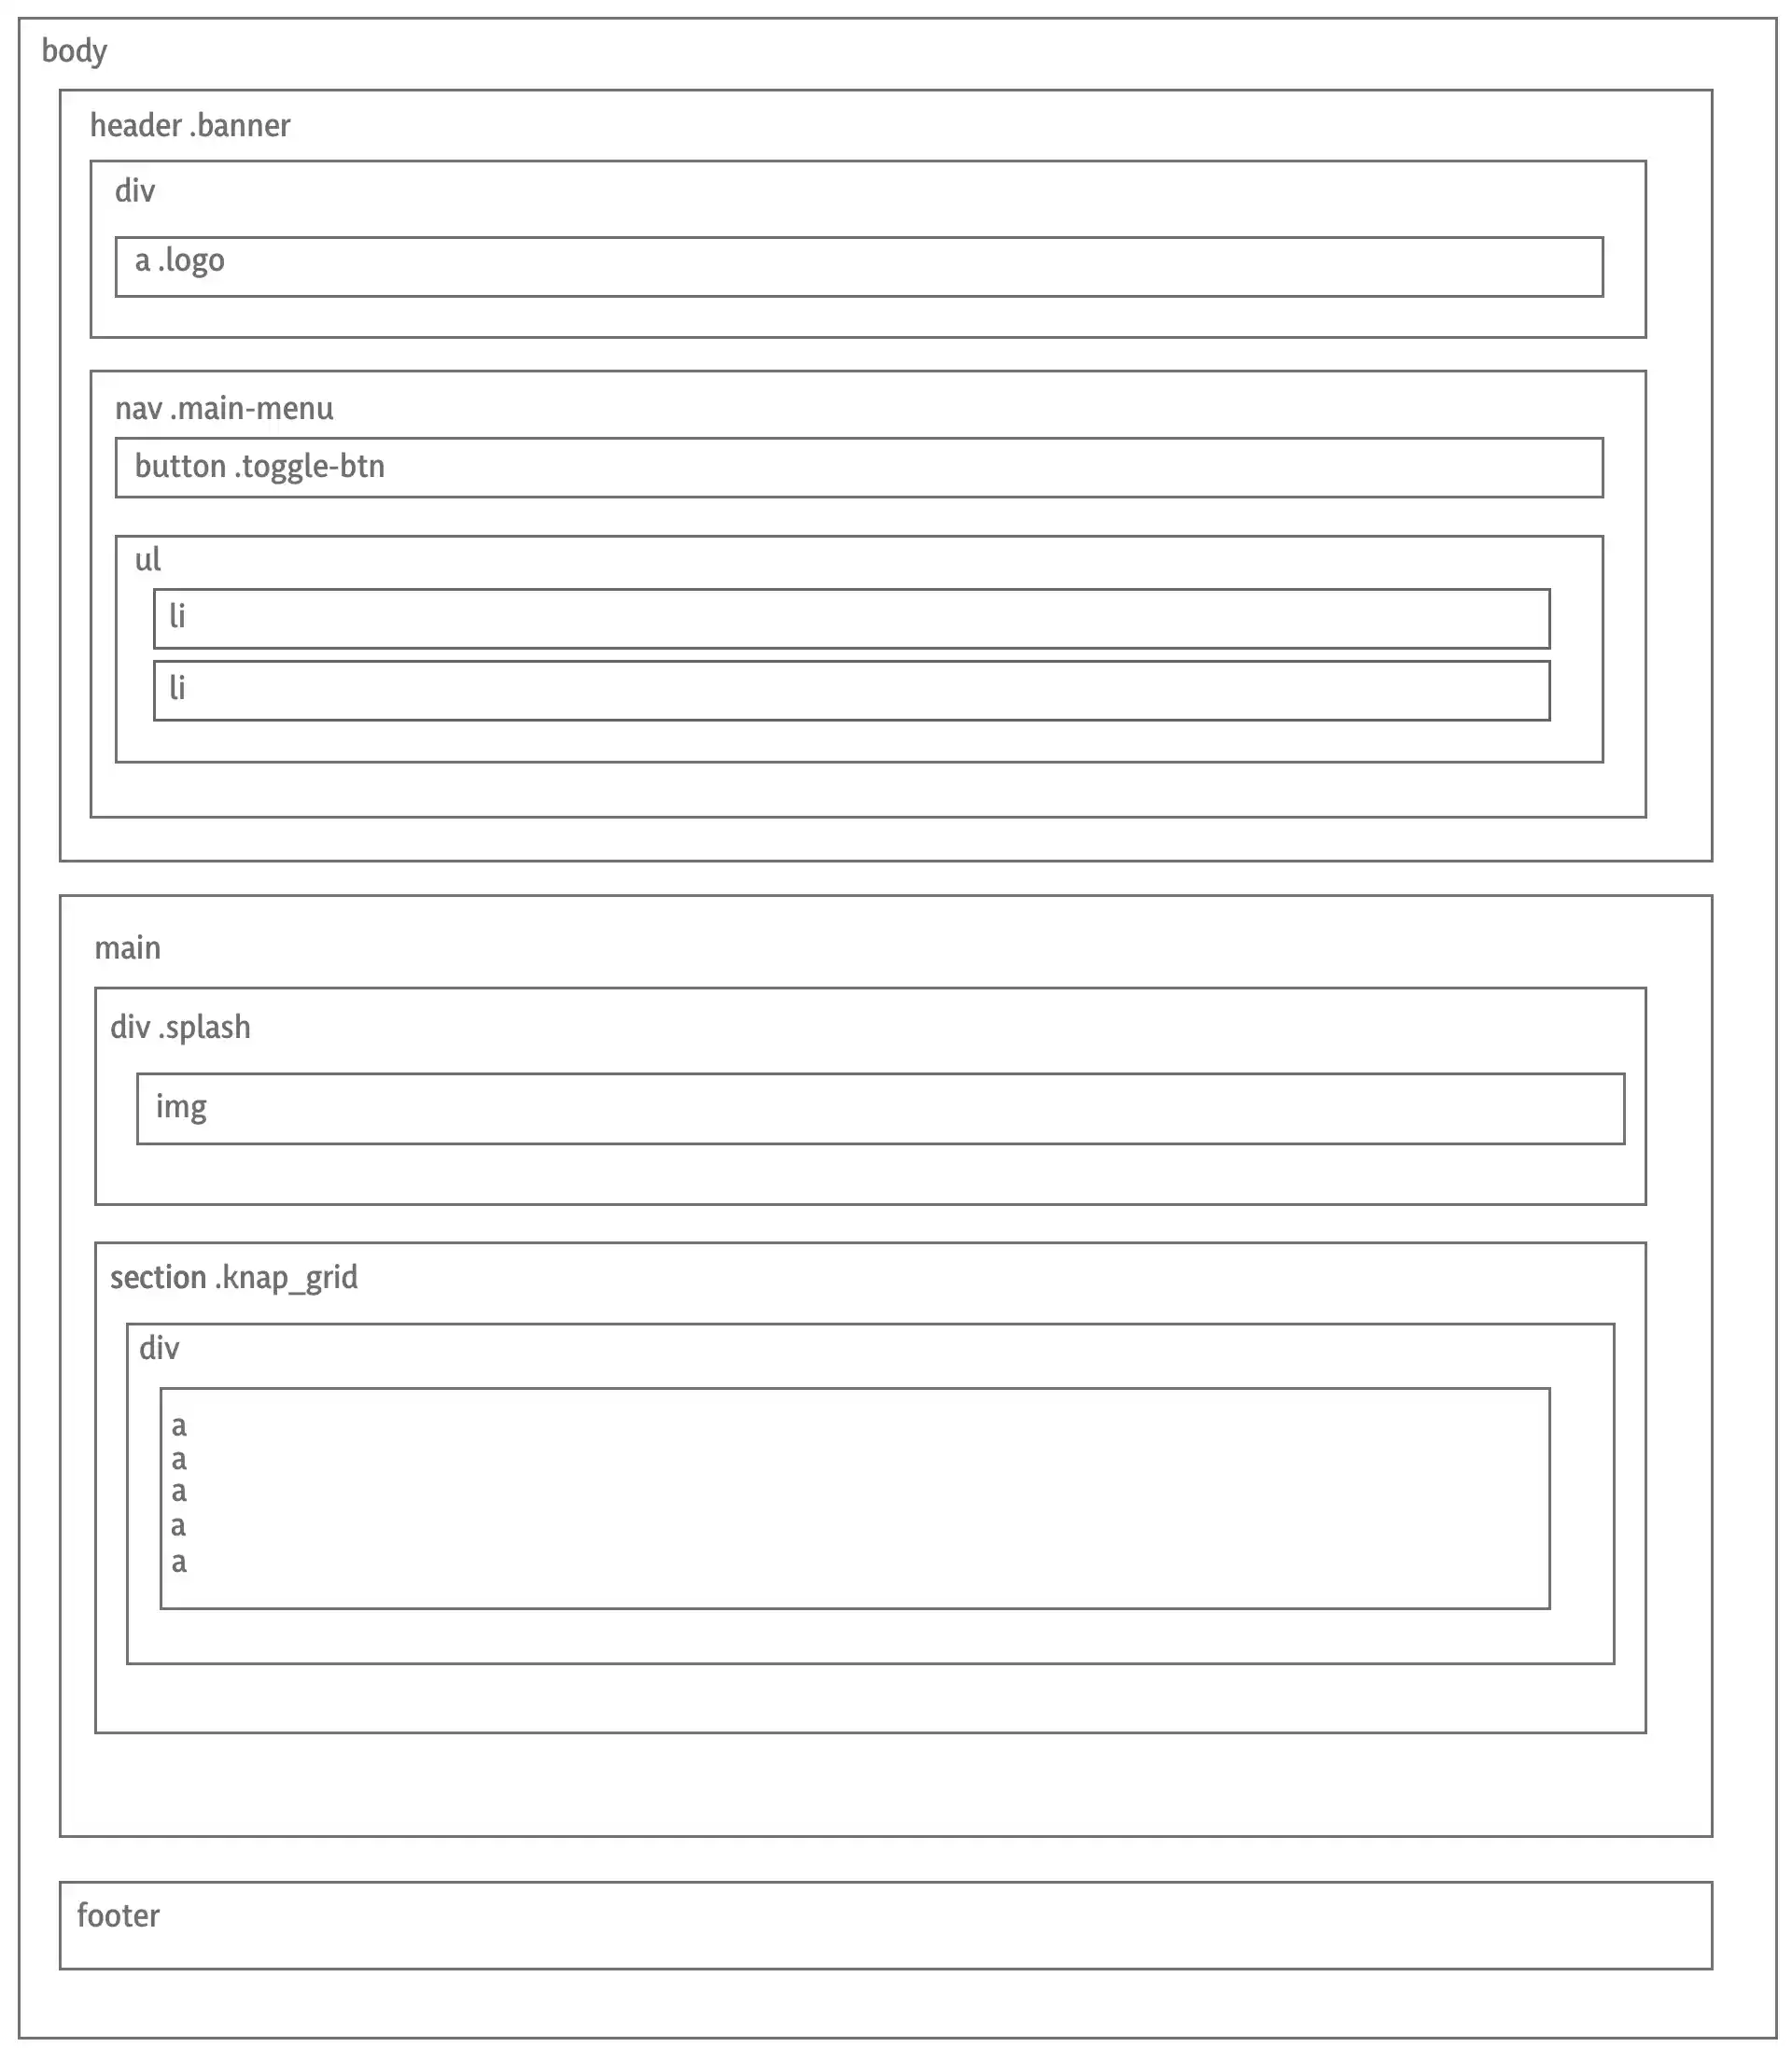 body
header .banner
div
a .logo
nav .main-menu
button .toggle-btn
ul
li
li
main
div .splash
img
section .knap_grid
div
a
a
a
a
a
footer